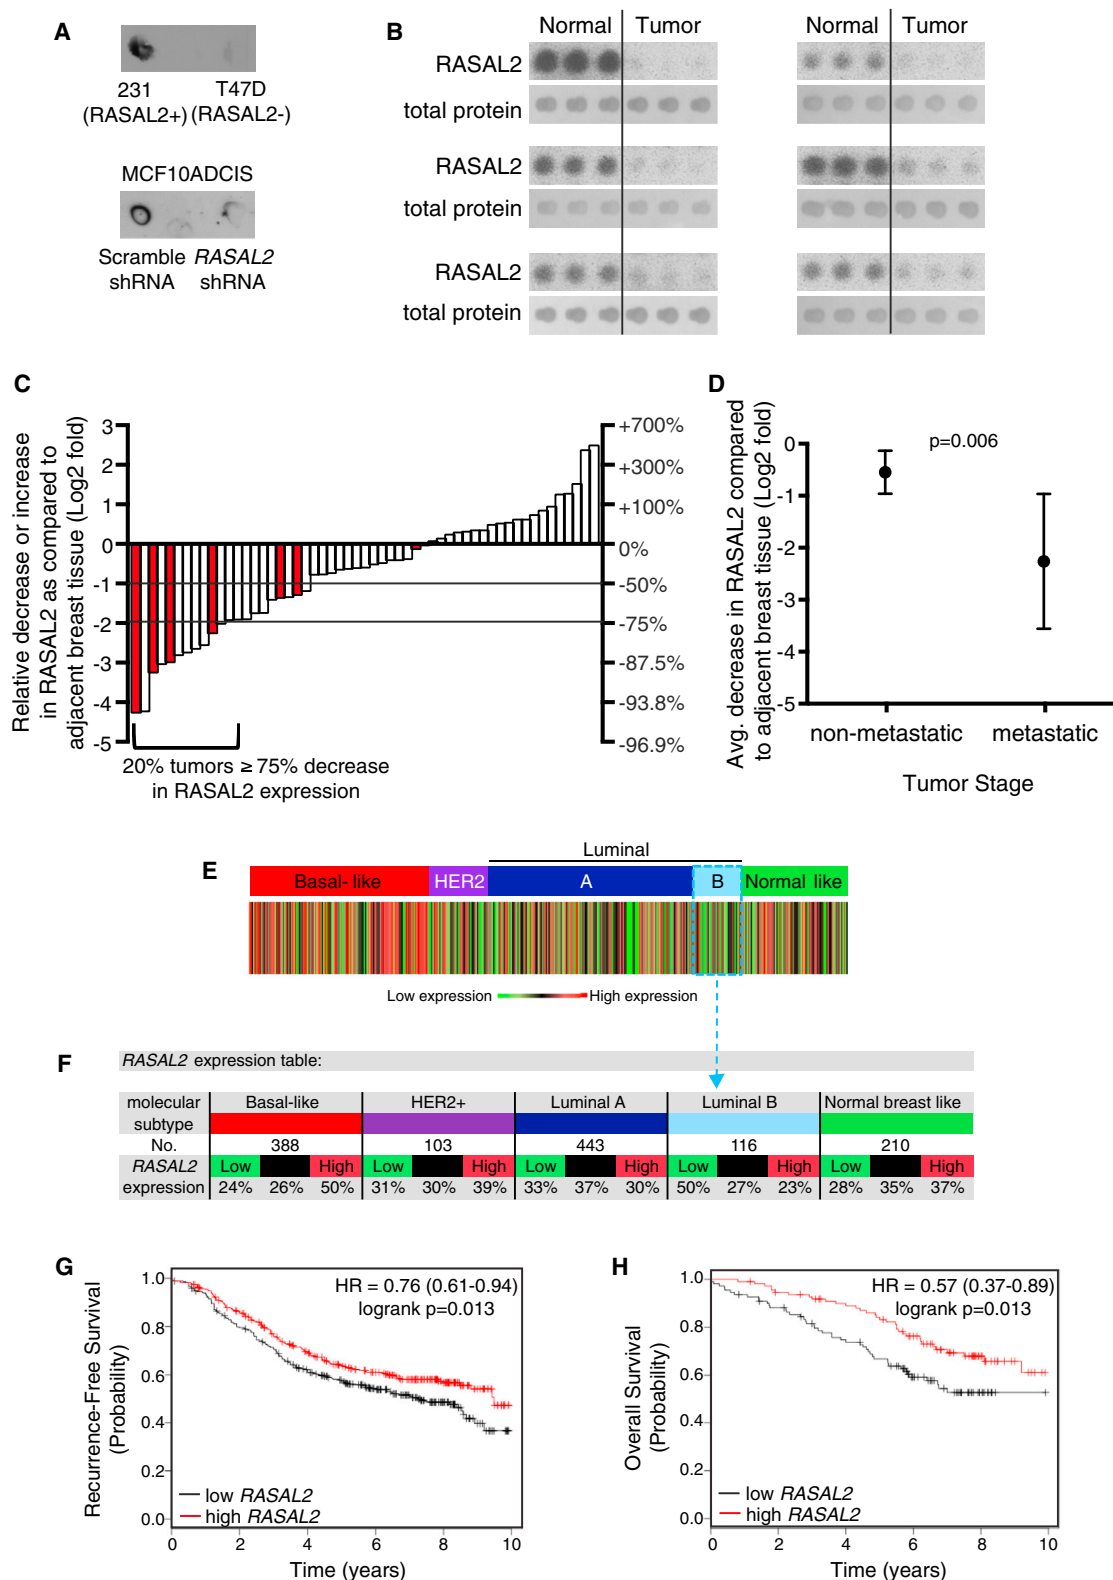 A
231
(RASAL2+)
T47D
(RASAL2-)
MCF10ADCIS
Scramble
shRNA
RASAL2
shRNA
B
Normal Tumor
RASAL2
total protein
RASAL2
total protein
RASAL2
total protein
Normal Tumor
C
Relative decrease or increase
in RASAL2 as compared to
adjacent breast tissue (Log2 fold)
3
2
1
0
-1
-2
-3
-4
-5
+700%
+300%
+100%
0%
-50%
-75%
-87.5%
-93.8%
-96.9%
20% tumors ≥ 75% decrease
in RASAL2 expression
D
Avg. decrease in RASAL2 compared
to adjacent breast tissue (Log2 fold)
-0
-1
-2
-3
-4
-5
p=0.006
non-metastatic metastatic
Tumor Stage
E
Luminal
Basal- like HER2 A B Normal like
Low expression High expression
F
RASAL2 expression table:
molecular subtype Basal-like HER2+ Luminal A Luminal B Normal breast like
No. 388 103 443 116 210
RASAL2 Low High Low High Low High Low High Low High
expression 24% 26% 50% 31% 30% 39% 33% 37% 30% 50% 27% 23% 28% 35% 37%
G
Recurrence-Free Survival
(Probability)
1.0
0.8
0.6
0.4
0.2
0.0
HR = 0.76 (0.61-0.94)
logrank p=0.013
low RASAL2
high RASAL2
0 2 4 6 8 10
Time (years)
H
Overall Survival
(Probability)
1.0
0.8
0.6
0.4
0.2
0.0
HR = 0.57 (0.37-0.89)
logrank p=0.013
low RASAL2
high RASAL2
0 2 4 6 8 10
Time (years)